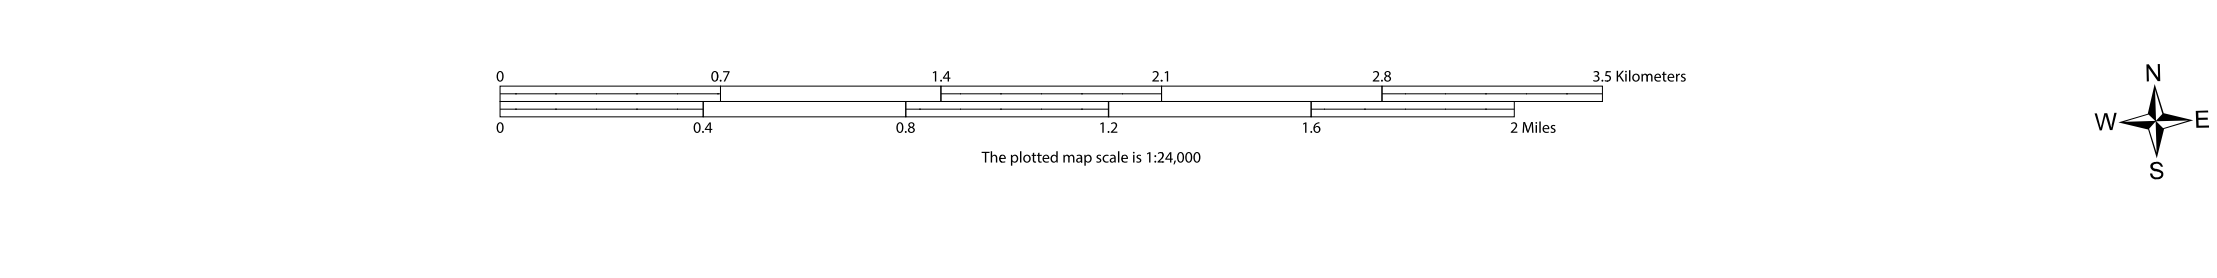 0 0.7 1.4 2.1 2.8 3.5 Kilometers
0 0.4 0.8 1.2 1.6 2 Miles
The plotted map scale is 1:24,000
N
W E
S